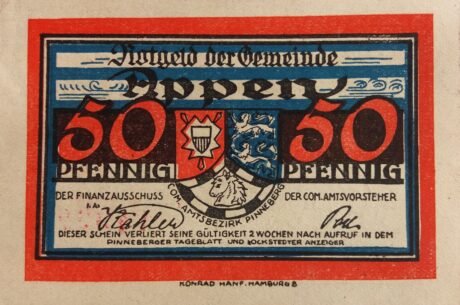 Notgeld der Gemeinde
Appen
50 50
PFENNIG PFENNIG
COM. AMTSBEZIRK PINNEBERG
DER FINANZAUSSCHUSS DER COM. AMTSVORSTEHER
Kahler
DIESER SCHEIN VERLIERT SEINE GÜLTIGKEIT 2 WOCHEN NACH AUFRUF IN DEM
PINNEBERGER TAGEBLATT UND LOCKSTEDTER ANZEIGER
KONRAD HANF. HAMBURG 8